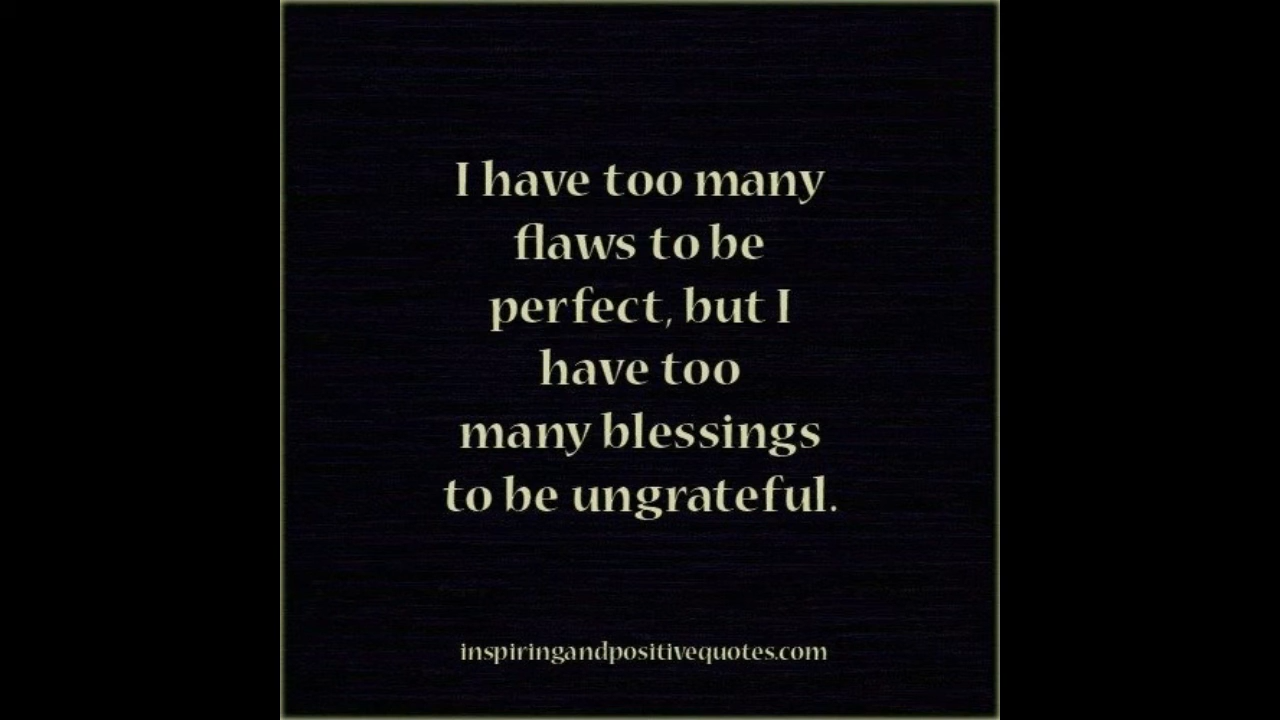 I have too many
flaws to be
perfect, but I
have too
many blessings
to be ungrateful.
inspiringandpositivequotes.com